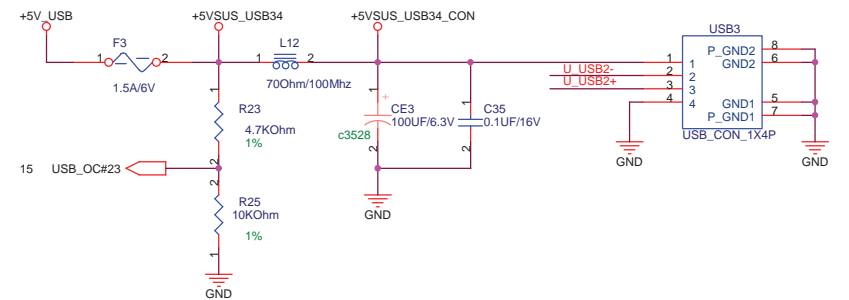 +5V_USB
+5VSUS_USB34
+5VSUS_USB34_CON
F3
1
2
1.5A/6V
1
L12
2
70Ohm/100Mhz
USB3
1
2
3
4
1
2
3
4
P_GND2
GND2
GND1
P_GND1
8
6
5
7
USB_CON_1X4P
U_USB2-
U_USB2+
GND
GND
1
R23
4.7KOhm
1%
2
1
+
CE3
100UF/6.3V
c3528
2
1
C35
0.1UF/16V
2
GND
15
USB_OC#23
2
R25
10KOhm
1%
1
GND